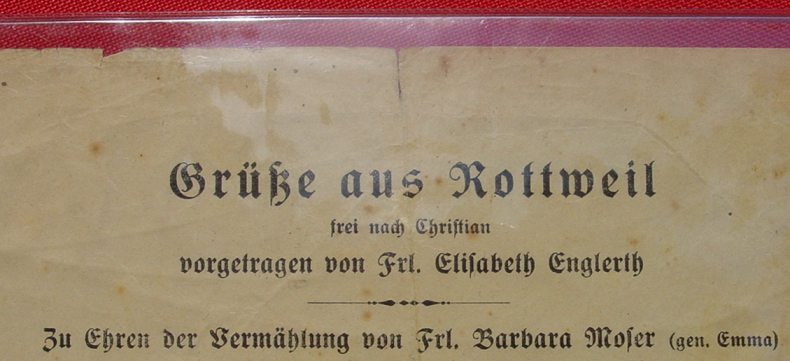 Grüße aus Rottweil
frei nach Christian
vorgetragen von Frl. Elisabeth Englerth
Zu Ehren der Vermählung von Frl. Barbara Moser (gen. Emma)